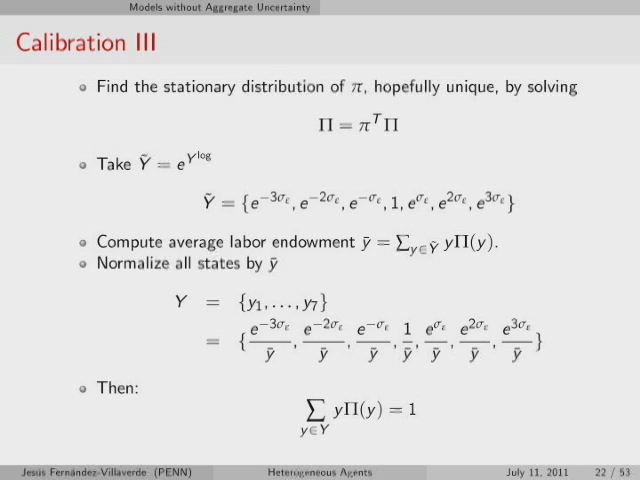 Models without Aggregate Uncertainty
Calibration III
Find the stationary distribution of π, hopefully unique, by solving
Π = π^T Π
Take Ỹ = e^{Y^{log}}
Ỹ = {e^{-3σ_ε}, e^{-2σ_ε}, e^{-σ_ε}, 1, e^{σ_ε}, e^{2σ_ε}, e^{3σ_ε}}
Compute average labor endowment ȳ = ∑_{y∈Ỹ} yΠ(y).
Normalize all states by ȳ
Y = {y_1, . . . , y_7}
= {e^{-3σ_ε}/ȳ, e^{-2σ_ε}/ȳ, e^{-σ_ε}/ȳ, 1/ȳ, e^{σ_ε}/ȳ, e^{2σ_ε}/ȳ, e^{3σ_ε}/ȳ}
Then:
∑_{y∈Y} yΠ(y) = 1
Jesús Fernández-Villaverde (PENN) Heterogeneous Agents July 11, 2011 22 / 53